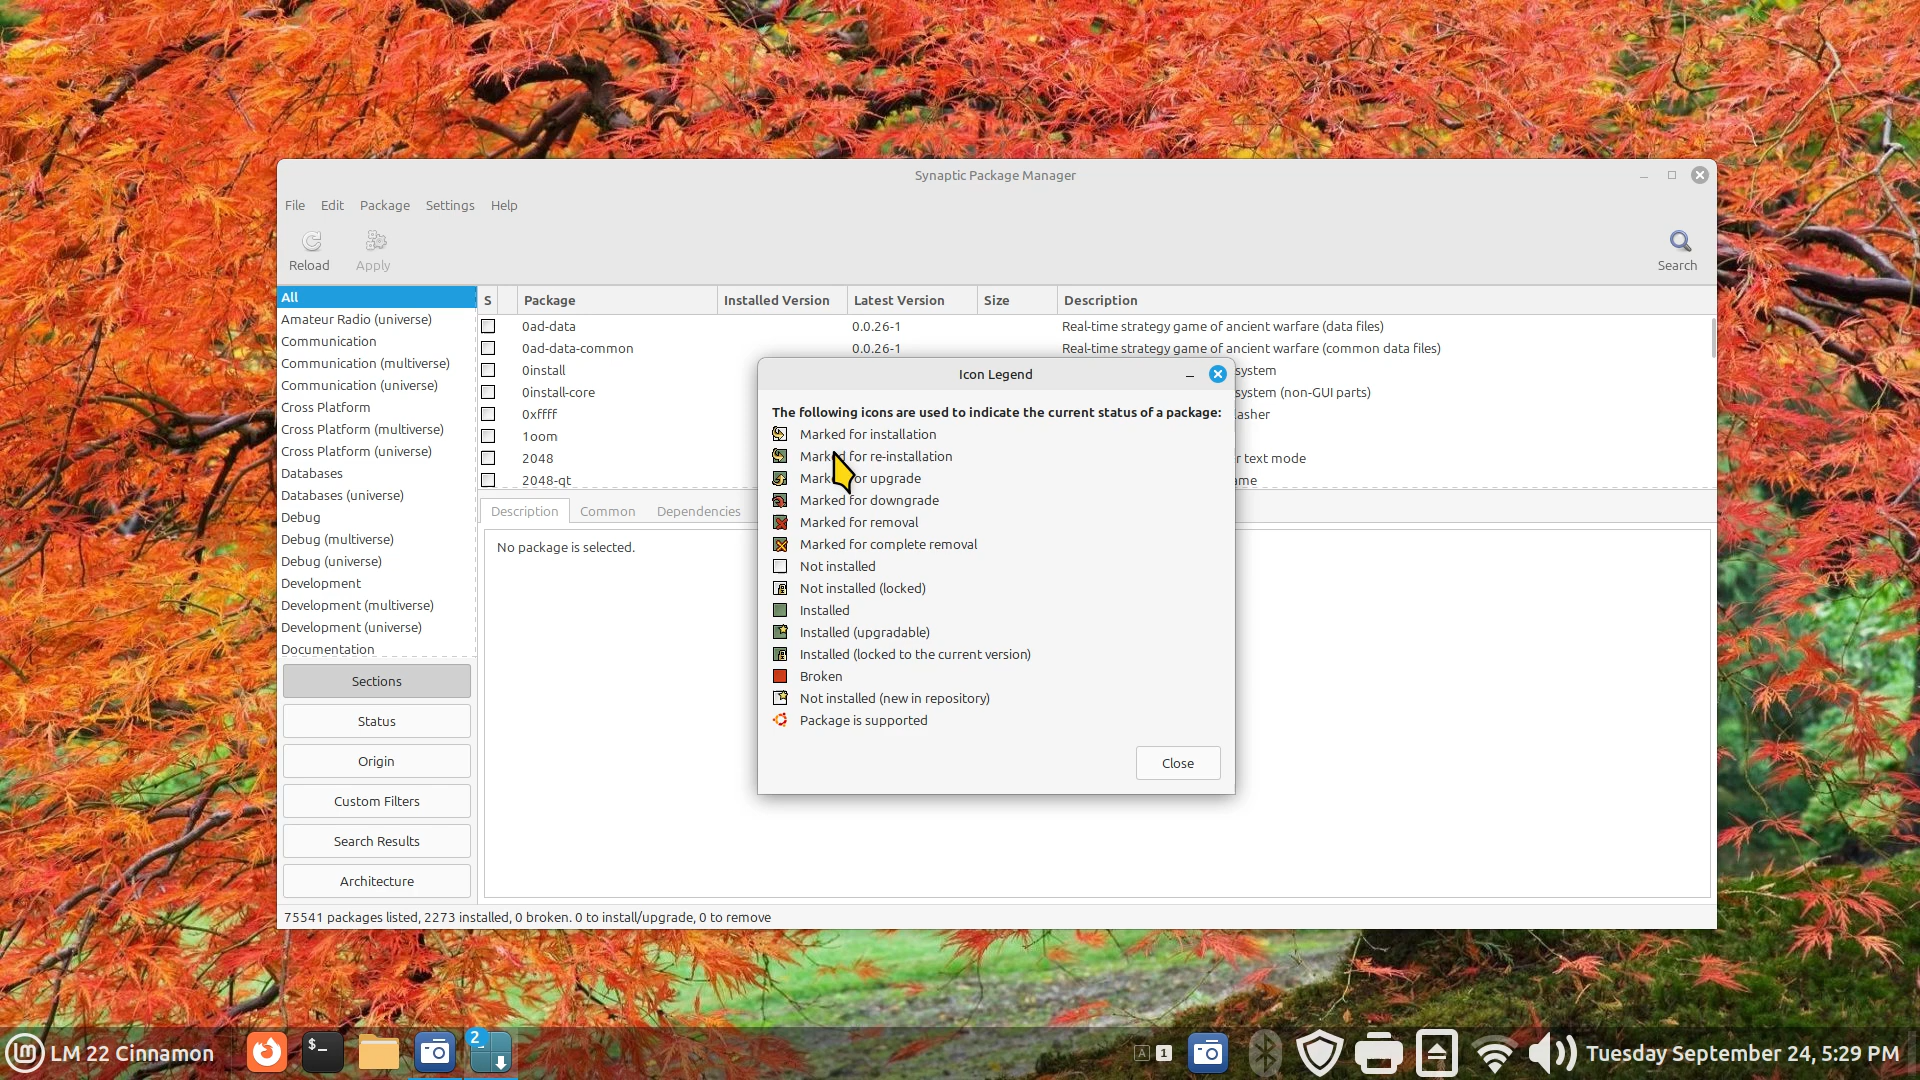 Synaptic Package Manager
File Edit Package Settings Help
Reload Apply Search
All
Amateur Radio (universe)
Communication
Communication (multiverse)
Communication (universe)
Cross Platform
Cross Platform (multiverse)
Cross Platform (universe)
Databases
Databases (universe)
Debug
Debug (multiverse)
Debug (universe)
Development
Development (multiverse)
Development (universe)
Documentation
Sections
Status
Origin
Custom Filters
Search Results
Architecture
S Package Installed Version Latest Version Size Description
0ad-data 0.0.26-1 Real-time strategy game of ancient warfare (data files)
0ad-data-common 0.0.26-1 Real-time strategy game of ancient warfare (common data files)
0install system
0install-core system (non-GUI parts)
0xffff
1oom
2048 text mode
2048-qt
Description Common Dependencies
No package is selected.
Icon Legend
The following icons are used to indicate the current status of a package:
Marked for installation
Marked for re-installation
Marked for upgrade
Marked for downgrade
Marked for removal
Marked for complete removal
Not installed
Not installed (locked)
Installed
Installed (upgradable)
Installed (locked to the current version)
Broken
Not installed (new in repository)
Package is supported
Close
75541 packages listed, 2273 installed, 0 broken. 0 to install/upgrade, 0 to remove
LM 22 Cinnamon $_ 2 A 1 Tuesday September 24, 5:29 PM